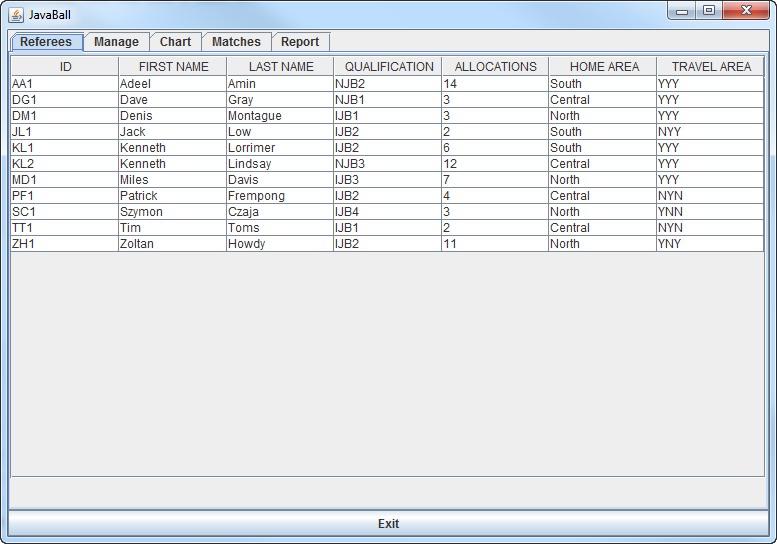 JavaBall
Referees Manage Chart Matches Report
ID FIRST NAME LAST NAME QUALIFICATION ALLOCATIONS HOME AREA TRAVEL AREA
AA1 Adeel Amin NJB2 14 South YYY
DG1 Dave Gray NJB1 3 Central YYY
DM1 Denis Montague IJB1 3 North YYY
JL1 Jack Low IJB2 2 South NYY
KL1 Kenneth Lorrimer IJB2 6 South YYY
KL2 Kenneth Lindsay NJB3 12 Central YYY
MD1 Miles Davis IJB3 7 North YYY
PF1 Patrick Frempong IJB2 4 Central NYN
SC1 Szymon Czaja IJB4 3 North YNN
TT1 Tim Toms IJB1 2 Central NYN
ZH1 Zoltan Howdy IJB2 11 North YNY
Exit